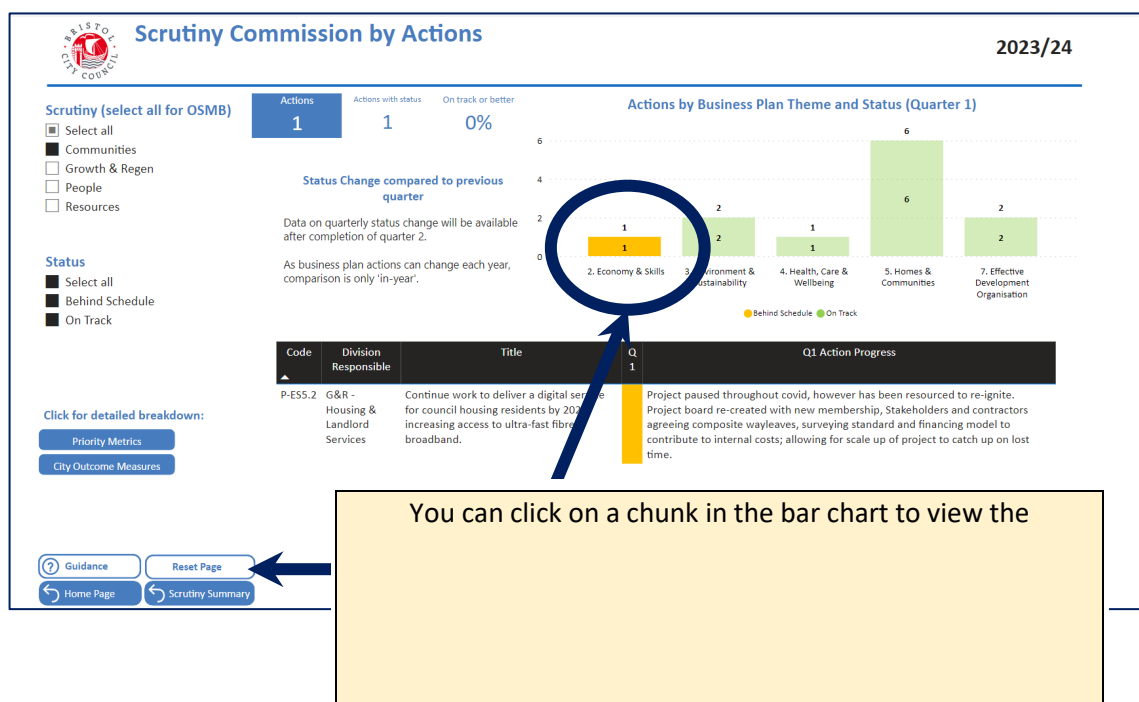 BRISTOL
CITY COUNCIL
Scrutiny Commission by Actions
2023/24
Scrutiny (select all for OSMB)
Select all
Communities
Growth & Regen
People
Resources
Status
Select all
Behind Schedule
On Track
Click for detailed breakdown:
Priority Metrics
City Outcome Measures
Actions
1
Actions with status
1
On track or better
0%
Status Change compared to previous
quarter
Data on quarterly status change will be available
after completion of quarter 2.
As business plan actions can change each year,
comparison is only 'in-year'.
Actions by Business Plan Theme and Status (Quarter 1)
6
4
2
0
1
1
2
2
1
1
6
6
2
2
2. Economy & Skills
3. Environment &
Sustainability
4. Health, Care &
Wellbeing
5. Homes &
Communities
7. Effective
Development
Organisation
Behind Schedule
On Track
Code
Division
Responsible
Title
Q
1
Q1 Action Progress
P-ES5.2
G&R -
Housing &
Landlord
Services
Continue work to deliver a digital service
for council housing residents by 202
increasing access to ultra-fast fibre
broadband.
Project paused throughout covid, however has been resourced to re-ignite.
Project board re-created with new membership, Stakeholders and contractors
agreeing composite wayleaves, surveying standard and financing model to
contribute to internal costs; allowing for scale up of project to catch up on lost
time.
You can click on a chunk in the bar chart to view the
? Guidance
Reset Page
Home Page
Scrutiny Summary